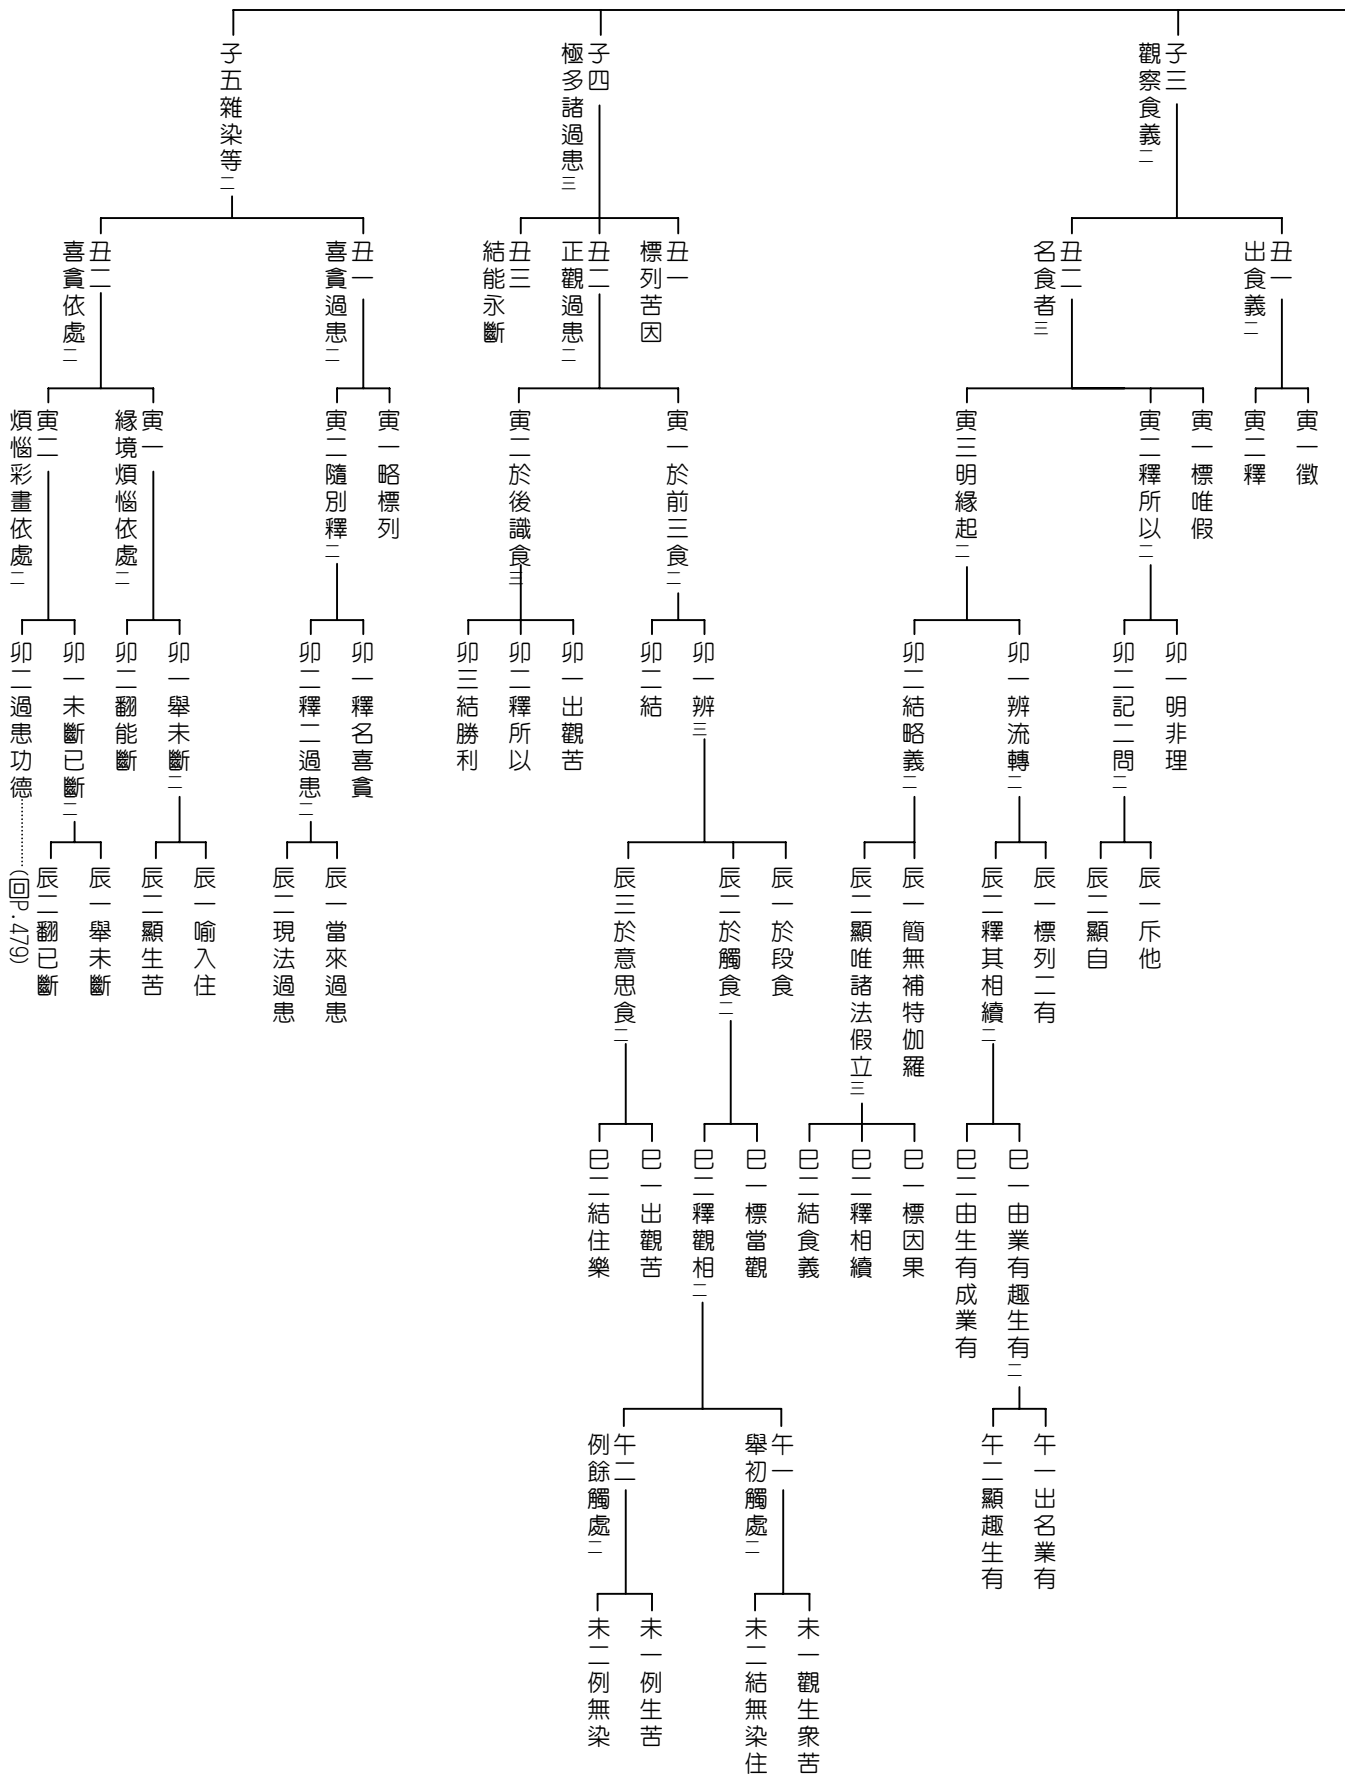 子三
觀察食義二
丑一
出食義二
寅一徵
寅二釋
丑二
名食者三
寅一標唯假
寅二釋所以二
卯一明非理
卯二記二問二
辰一斥他
辰二顯自
寅三明緣起二
卯一辨流轉二
辰一標列二有
辰二釋其相續二
巳一由業有趣生有二
午一出名業有
午二顯趣生有
巳二由生有成業有
卯二結略義二
辰一簡無補特伽羅
辰二顯唯諸法假立三
巳一標因果
巳二釋相續
巳二結食義
子四
極多諸過患三
丑一
標列苦因
丑二
正觀過患二
寅一於前三食二
卯一辨三
辰一於段食
辰二於觸食二
巳一標當觀
巳二釋觀相二
午一
舉初觸處二
未一觀生眾苦
未二結無染住
午二
例餘觸處二
未一例生苦
未二例無染
辰三於意思食二
巳一出觀苦
巳二結住樂
卯二結
寅二於後識食三
卯一出觀苦
卯二釋所以
卯三結勝利
丑三
結能永斷
子五雜染等二
丑一
喜貪過患二
寅一略標列
寅二隨別釋二
卯一釋名喜貪
卯二釋二過患二
辰一當來過患
辰二現法過患
丑二
喜貪依處二
寅一
緣境煩惱依處二
卯一舉未斷二
辰一喻入住
辰二顯生苦
卯二翻能斷
寅二
煩惱彩畫依處二
卯一未斷已斷二
辰一舉未斷
辰二翻已斷
卯二過患功德
(回P.479)